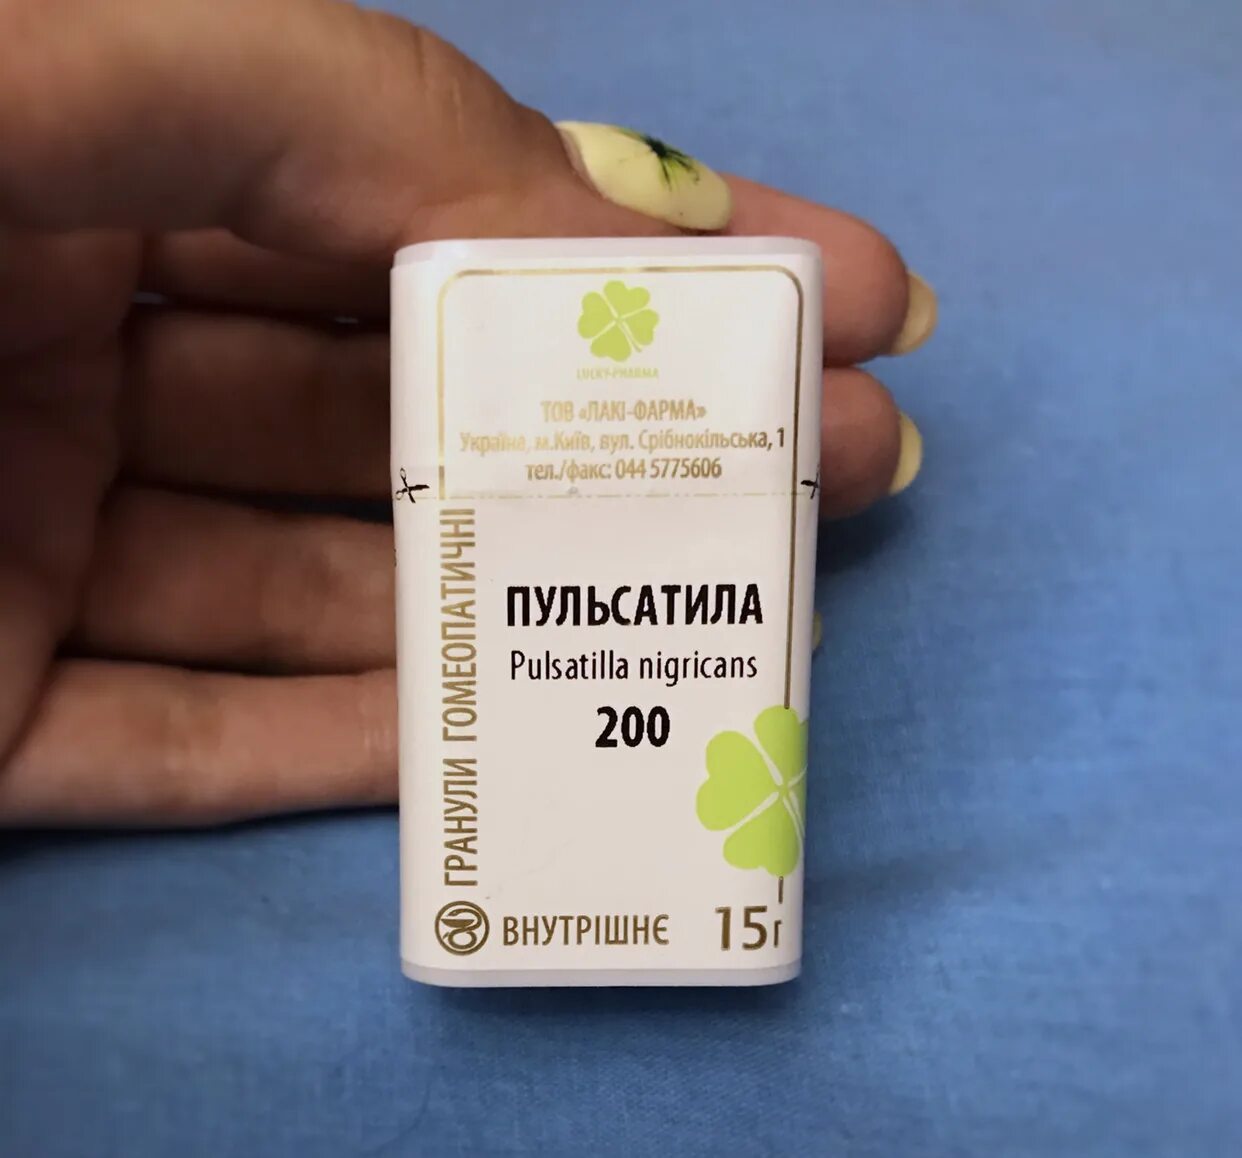 LUCKY-PHARMA
ТОВ «ЛАКІ-ФАРМА»
Україна, м.Київ, вул. Срібнокільська, 1
тел./факс: 044 5775606
ГРАНУЛИ ГОМЕОПАТИЧНІ
ПУЛЬСАТИЛА
Pulsatilla nigricans
200
ВНУТРІШНЄ 15г